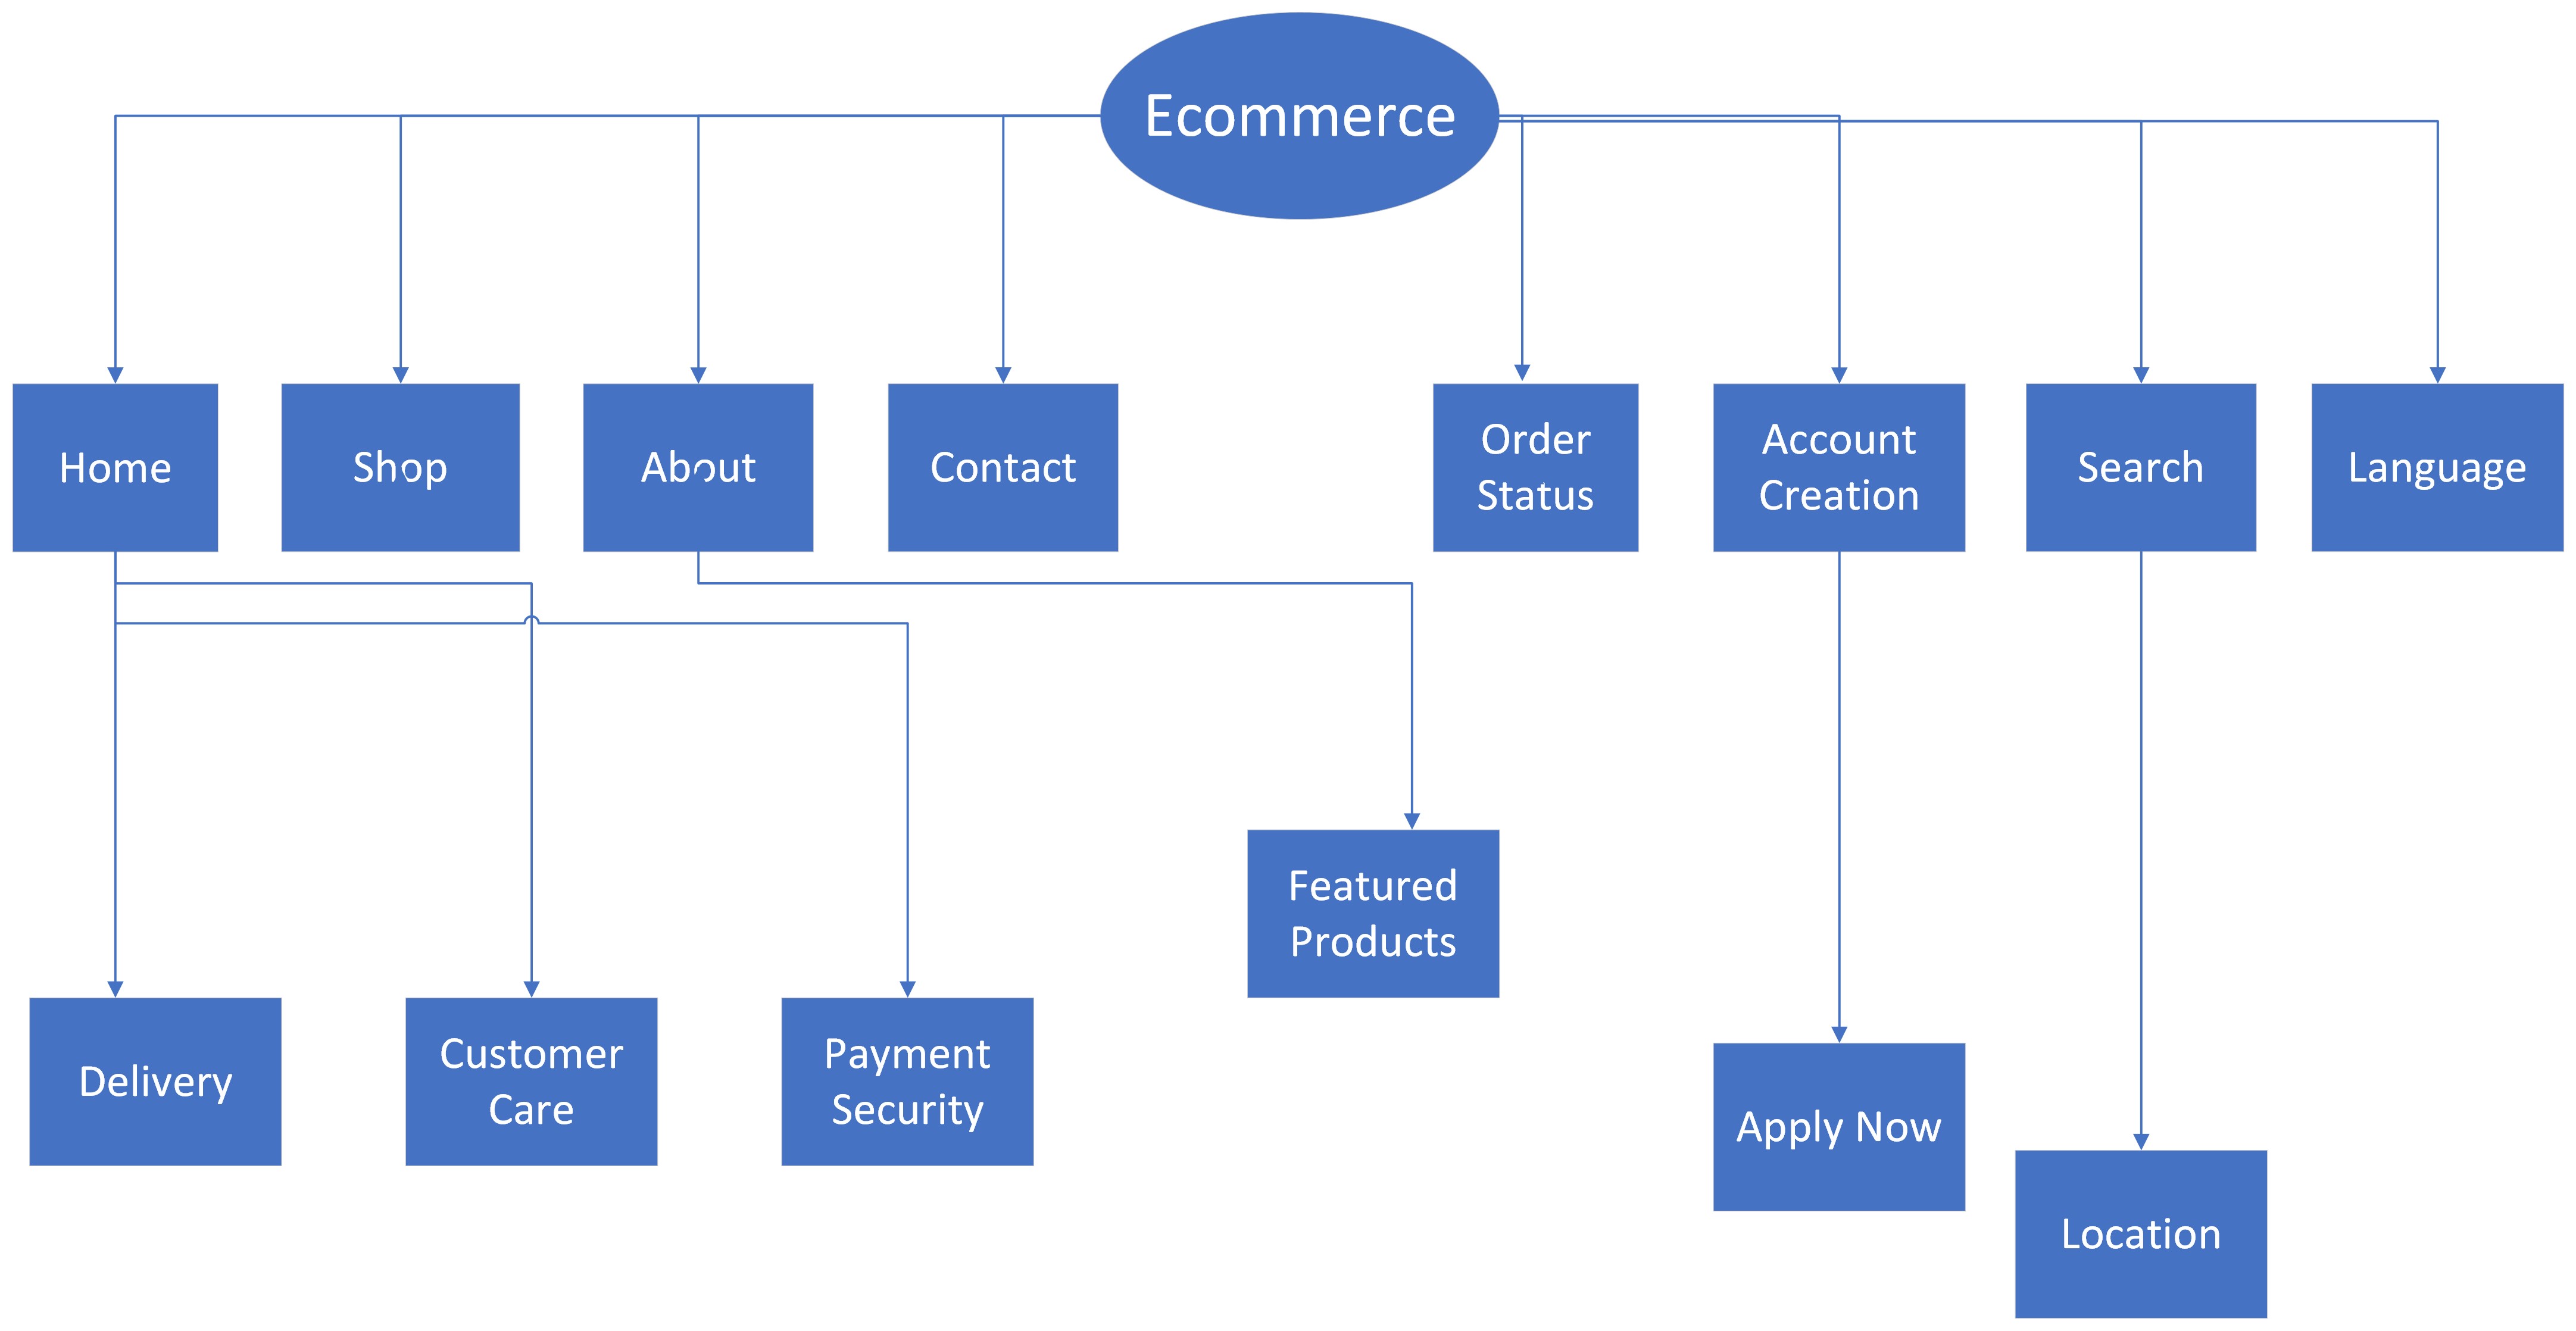 Ecommerce
Home
Shop
About
Contact
Order
Status
Account
Creation
Search
Language
Featured
Products
Delivery
Customer
Care
Payment
Security
Apply Now
Location